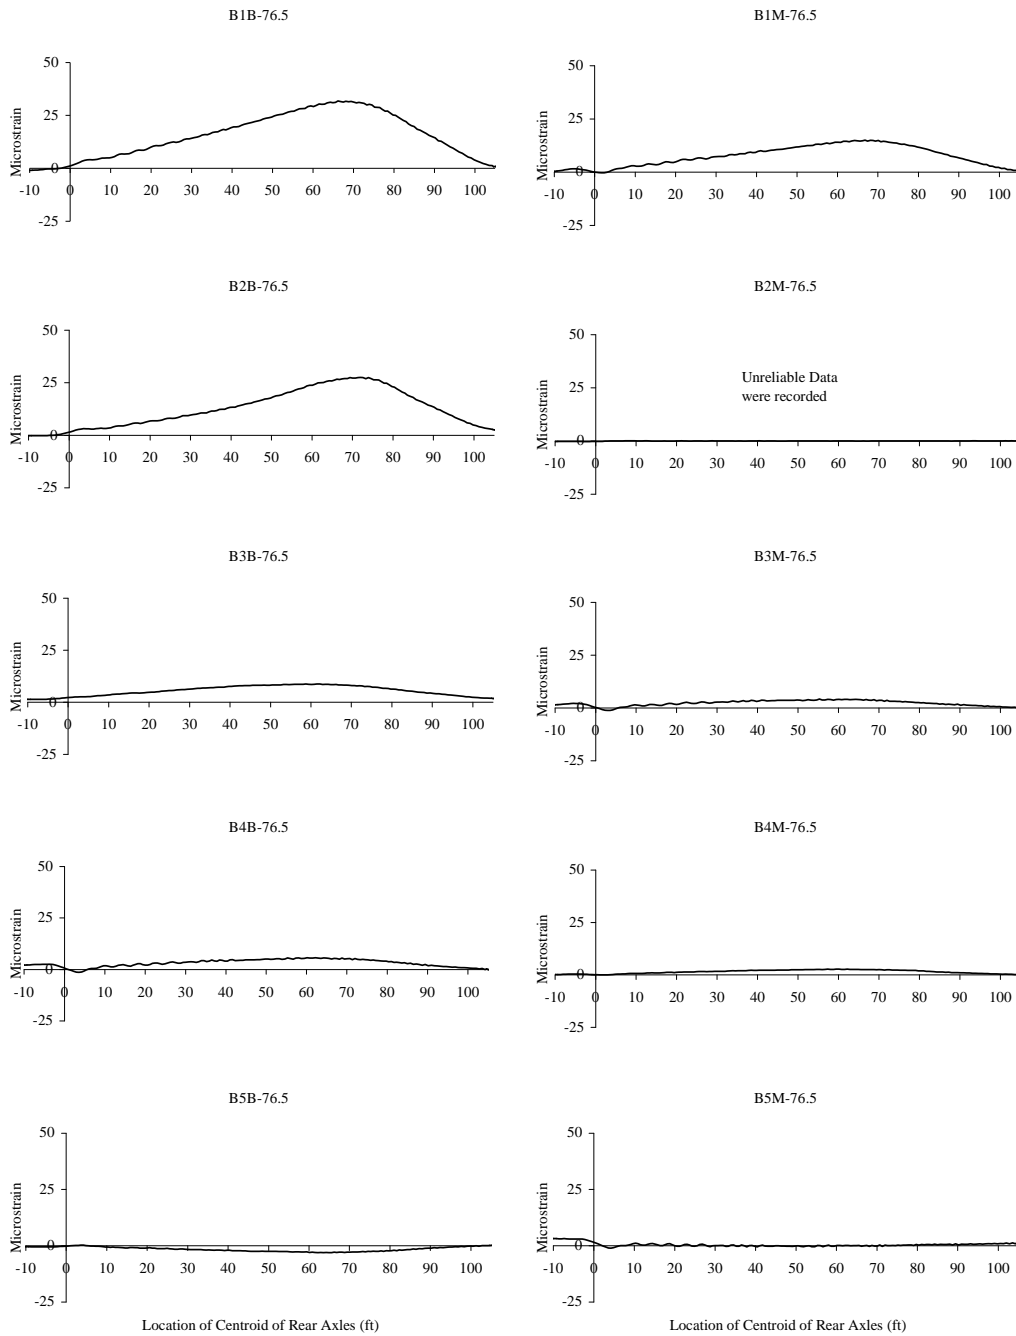 B1B-76.5
50
25
0
-25
Microstrain
-10 0 10 20 30 40 50 60 70 80 90 100
B1M-76.5
50
25
0
-25
Microstrain
-10 0 10 20 30 40 50 60 70 80 90 100
B2B-76.5
50
25
0
-25
Microstrain
-10 0 10 20 30 40 50 60 70 80 90 100
B2M-76.5
50
25
0
-25
Microstrain
Unreliable Data
were recorded
-10 0 10 20 30 40 50 60 70 80 90 100
B3B-76.5
50
25
0
-25
Microstrain
-10 0 10 20 30 40 50 60 70 80 90 100
B3M-76.5
50
25
0
-25
Microstrain
-10 0 10 20 30 40 50 60 70 80 90 100
B4B-76.5
50
25
0
-25
Microstrain
-10 0 10 20 30 40 50 60 70 80 90 100
B4M-76.5
50
25
0
-25
Microstrain
-10 0 10 20 30 40 50 60 70 80 90 100
B5B-76.5
50
25
0
-25
Microstrain
-10 0 10 20 30 40 50 60 70 80 90 100
Location of Centroid of Rear Axles (ft)
B5M-76.5
50
25
0
-25
Microstrain
-10 0 10 20 30 40 50 60 70 80 90 100
Location of Centroid of Rear Axles (ft)